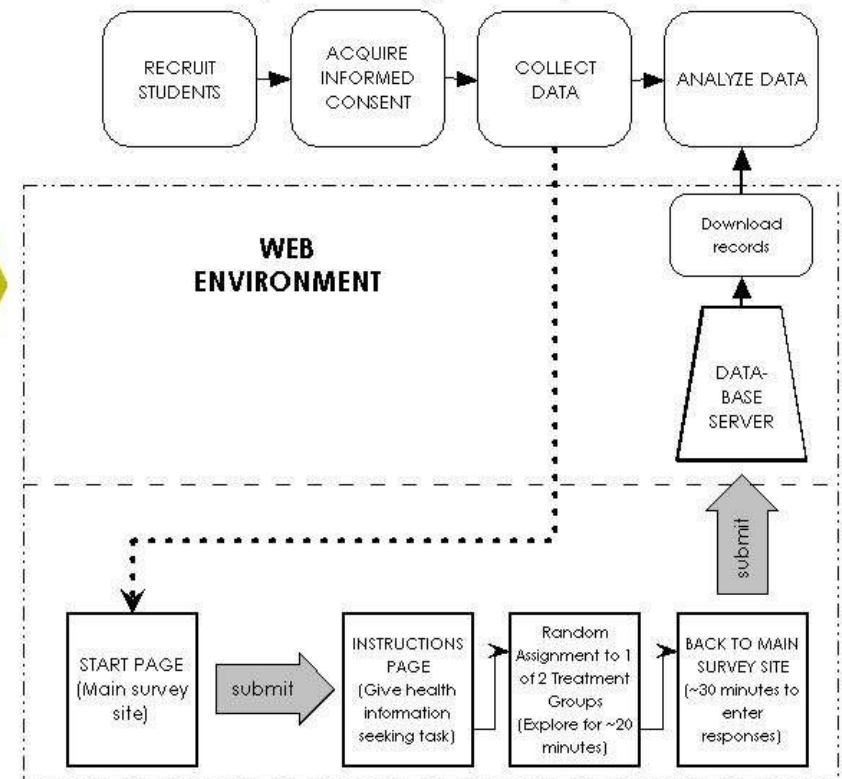 RECRUIT
STUDENTS
ACQUIRE
INFORMED
CONSENT
COLLECT
DATA
ANALYZE DATA
WEB
ENVIRONMENT
Download
records
DATA-
BASE
SERVER
submit
START PAGE
(Main survey
site)
submit
INSTRUCTIONS
PAGE
(Give health
information
seeking task)
Random
Assignment to 1
of 2 Treatment
Groups
(Explore for ~20
minutes)
BACK TO MAIN
SURVEY SITE
(~30 minutes to
enter
responses)